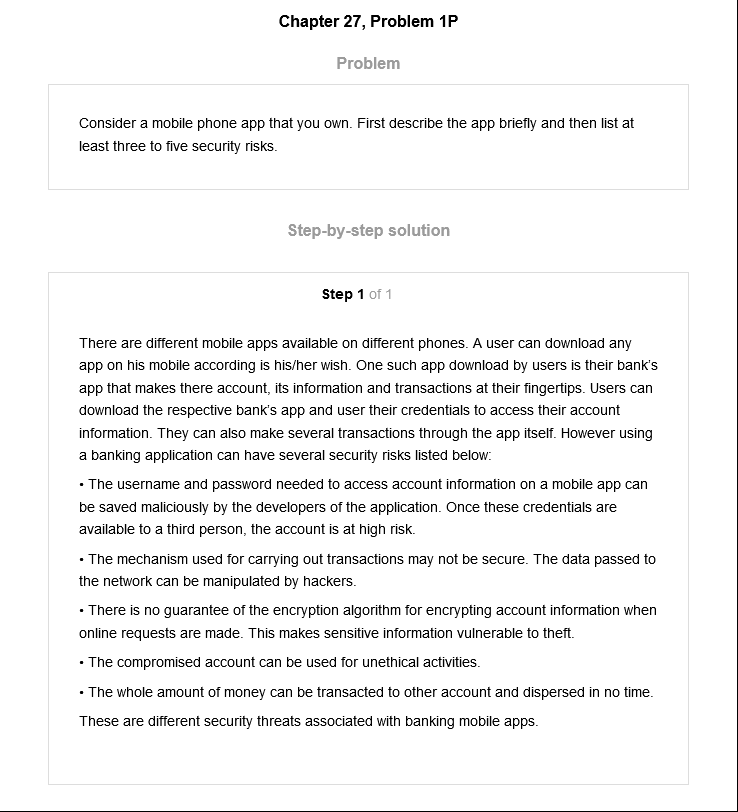 Chapter 27, Problem 1P
Problem
Consider a mobile phone app that you own. First describe the app briefly and then list at
least three to five security risks.
Step-by-step solution
Step 1 of 1
There are different mobile apps available on different phones. A user can download any
app on his mobile according is his/her wish. One such app download by users is their bank's
app that makes there account, its information and transactions at their fingertips. Users can
download the respective bank's app and user their credentials to access their account
information. They can also make several transactions through the app itself. However using
a banking application can have several security risks listed below:
• The username and password needed to access account information on a mobile app can
be saved maliciously by the developers of the application. Once these credentials are
available to a third person, the account is at high risk.
• The mechanism used for carrying out transactions may not be secure. The data passed to
the network can be manipulated by hackers.
• There is no guarantee of the encryption algorithm for encrypting account information when
online requests are made. This makes sensitive information vulnerable to theft.
• The compromised account can be used for unethical activities.
• The whole amount of money can be transacted to other account and dispersed in no time.
These are different security threats associated with banking mobile apps.